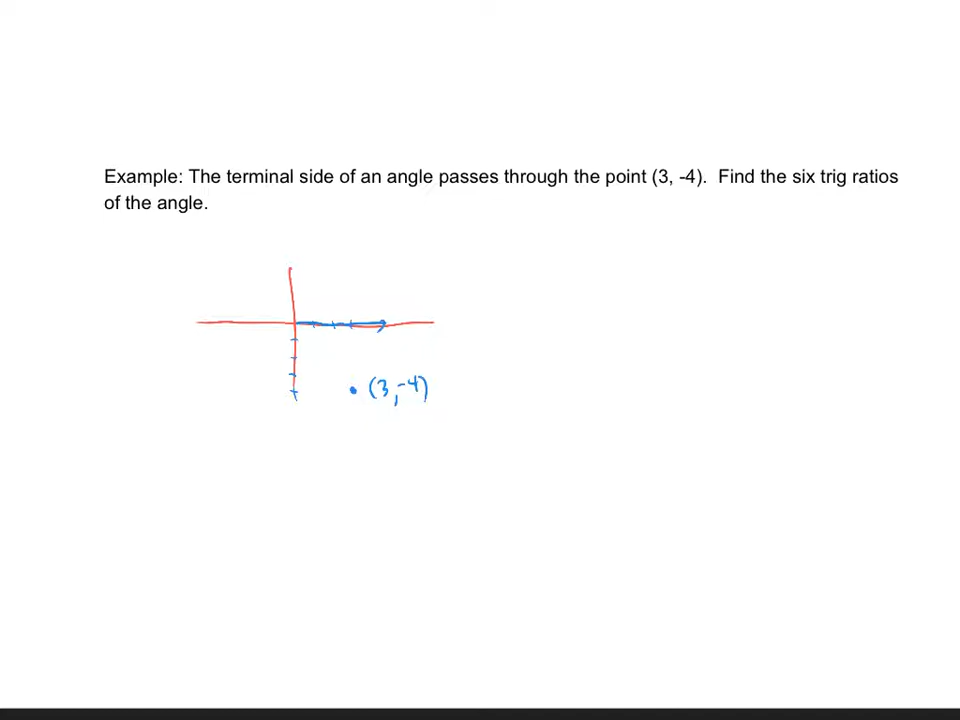 Example: The terminal side of an angle passes through the point (3, -4). Find the six trig ratios
of the angle.
(3,-4)